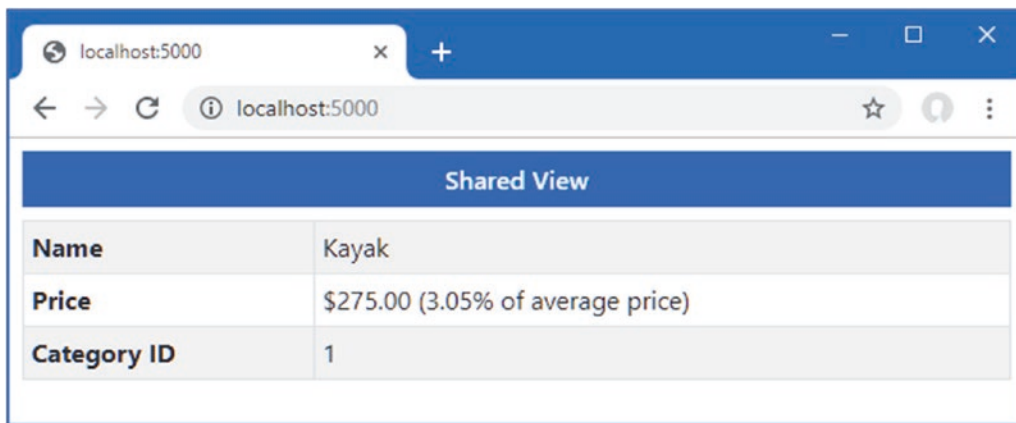 localhost:5000
localhost:5000
Shared View
Name Kayak
Price $275.00 (3.05% of average price)
Category ID 1